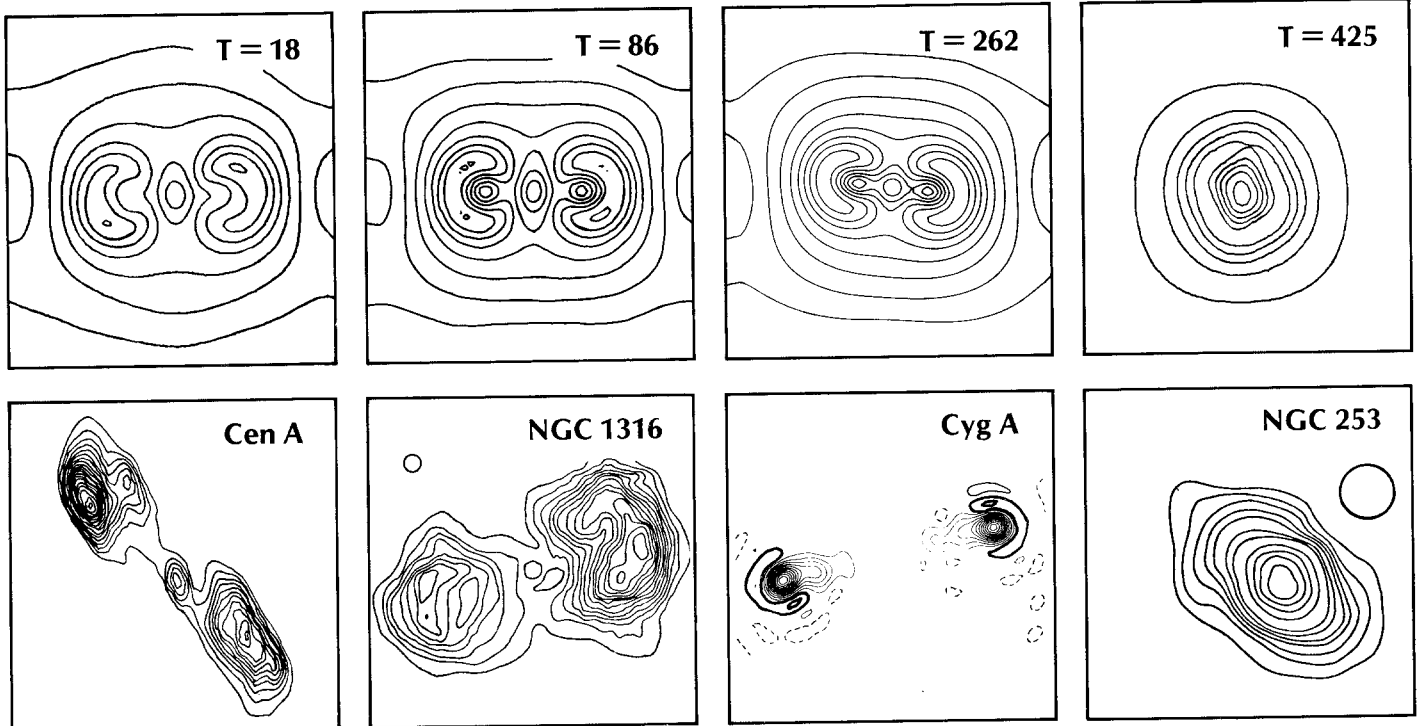 T = 18
T = 86
T = 262
T = 425
Cen A
NGC 1316
Cyg A
NGC 253